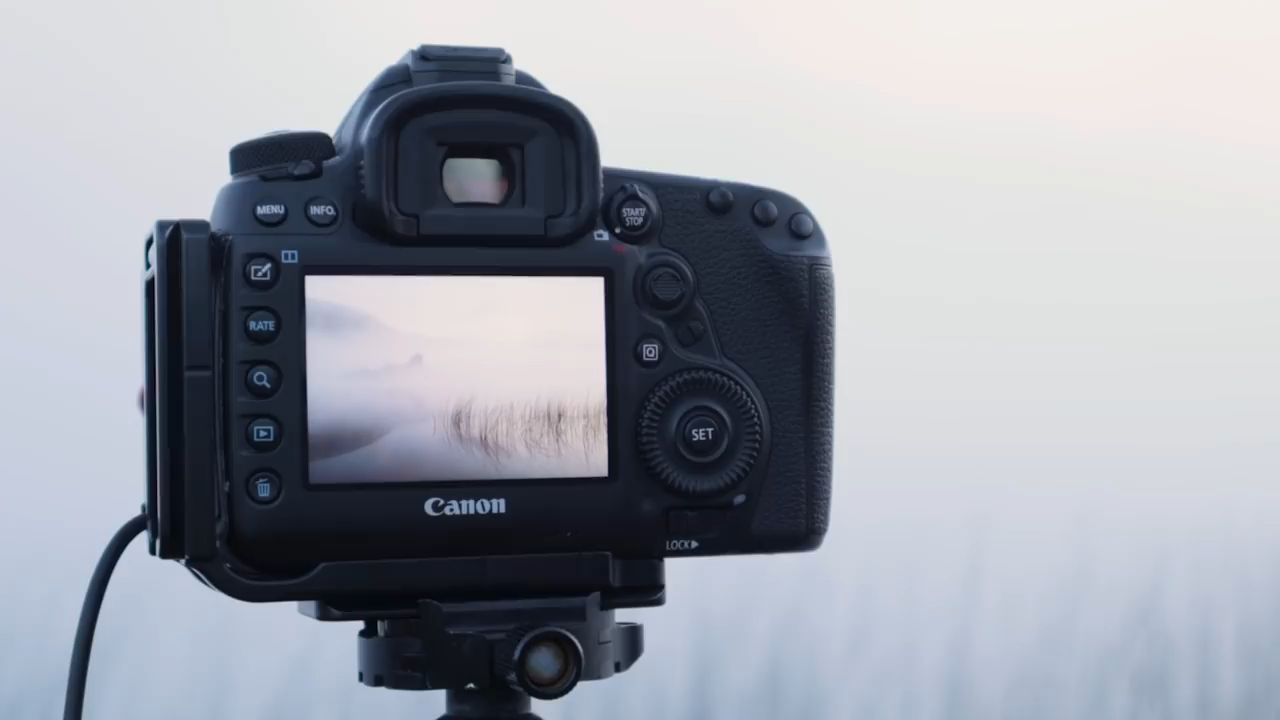 MENU
INFO.
START/
STOP
RATE
Q
SET
Canon
LOCK